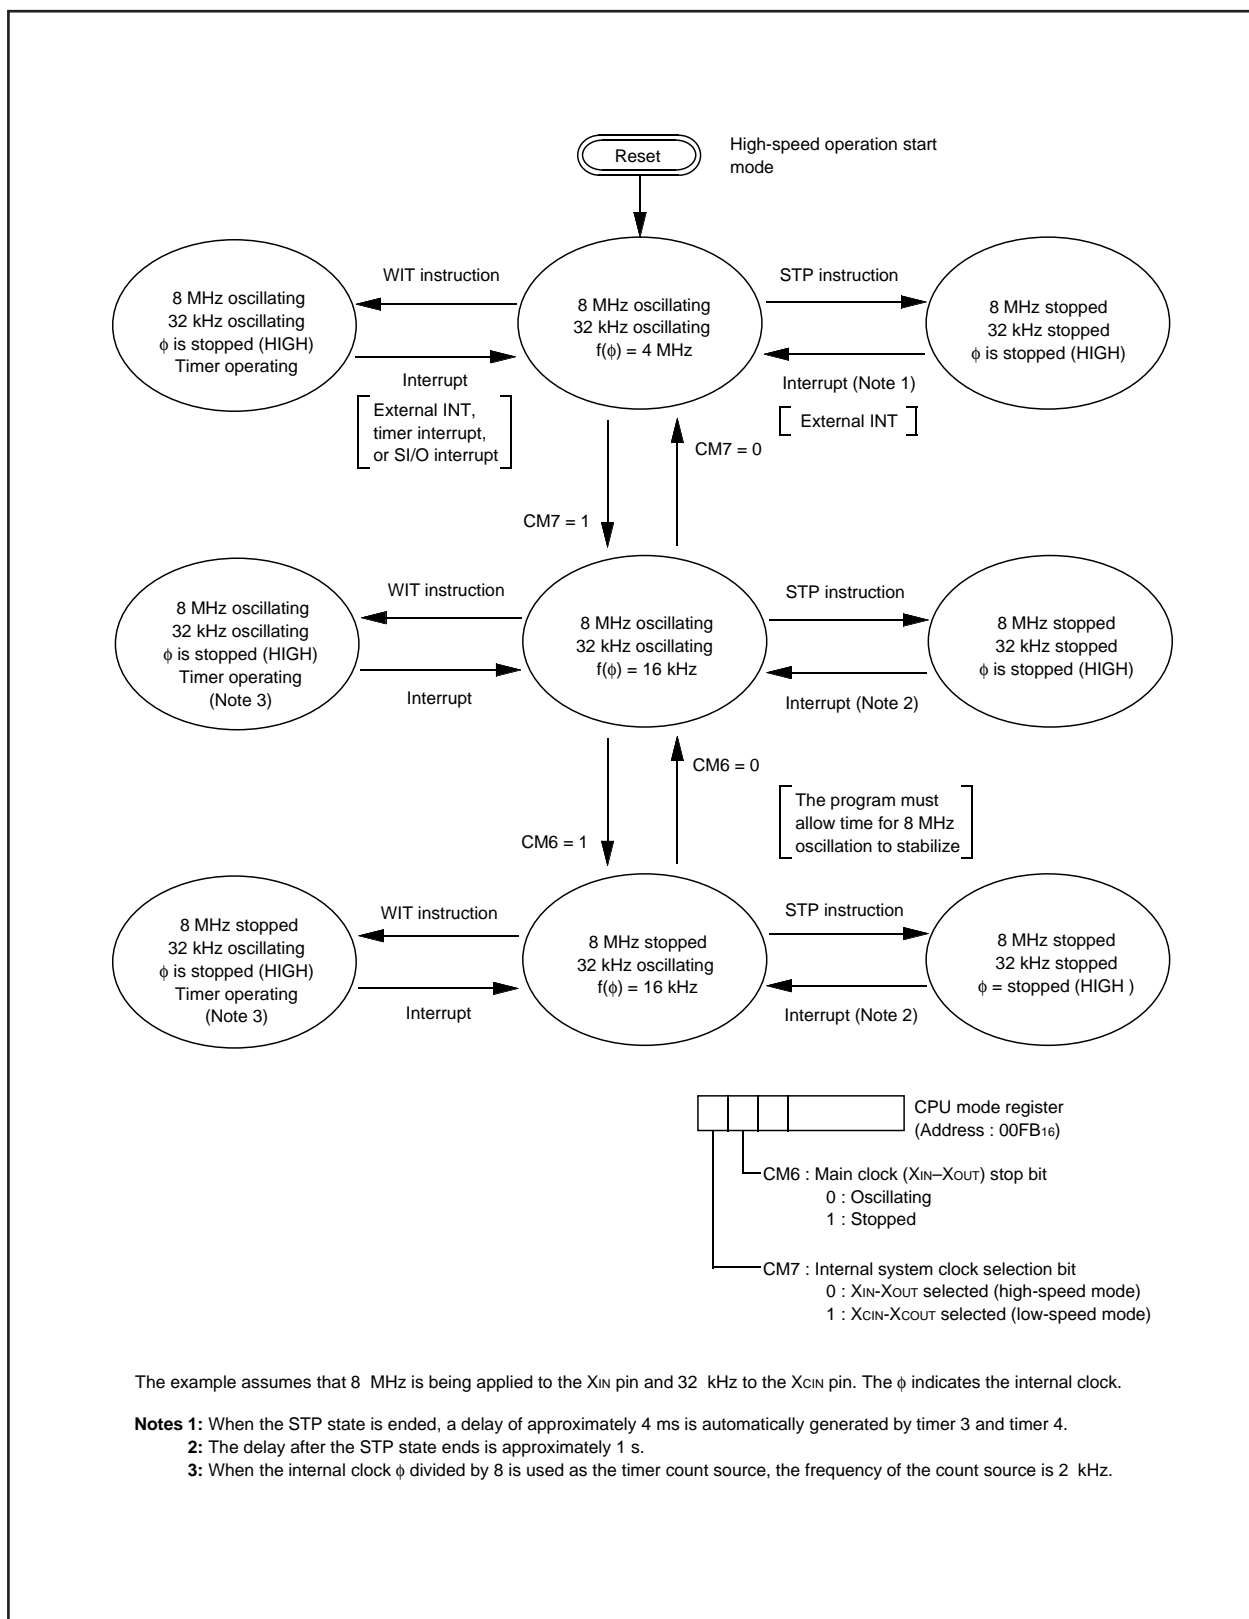 Reset
High-speed operation start
mode
8 MHz oscillating
32 kHz oscillating
φ is stopped (HIGH)
Timer operating
WIT instruction
Interrupt
External INT,
timer interrupt,
or SI/O interrupt
8 MHz oscillating
32 kHz oscillating
f(φ) = 4 MHz
STP instruction
Interrupt (Note 1)
External INT
8 MHz stopped
32 kHz stopped
φ is stopped (HIGH)
CM7 = 0
CM7 = 1
8 MHz oscillating
32 kHz oscillating
φ is stopped (HIGH)
Timer operating
(Note 3)
WIT instruction
Interrupt
8 MHz oscillating
32 kHz oscillating
f(φ) = 16 kHz
STP instruction
Interrupt (Note 2)
8 MHz stopped
32 kHz stopped
φ is stopped (HIGH)
CM6 = 0
The program must
allow time for 8 MHz
oscillation to stabilize
CM6 = 1
8 MHz stopped
32 kHz oscillating
φ is stopped (HIGH)
Timer operating
(Note 3)
WIT instruction
Interrupt
8 MHz stopped
32 kHz oscillating
f(φ) = 16 kHz
STP instruction
Interrupt (Note 2)
8 MHz stopped
32 kHz stopped
φ = stopped (HIGH )
CPU mode register
(Address : 00FB16)
CM6 : Main clock (XIN–XOUT) stop bit
0 : Oscillating
1 : Stopped
CM7 : Internal system clock selection bit
0 : XIN-XOUT selected (high-speed mode)
1 : XCIN-XCOUT selected (low-speed mode)
The example assumes that 8 MHz is being applied to the XIN pin and 32 kHz to the XCIN pin. The φ indicates the internal clock.
Notes 1: When the STP state is ended, a delay of approximately 4 ms is automatically generated by timer 3 and timer 4.
2: The delay after the STP state ends is approximately 1 s.
3: When the internal clock φ divided by 8 is used as the timer count source, the frequency of the count source is 2 kHz.